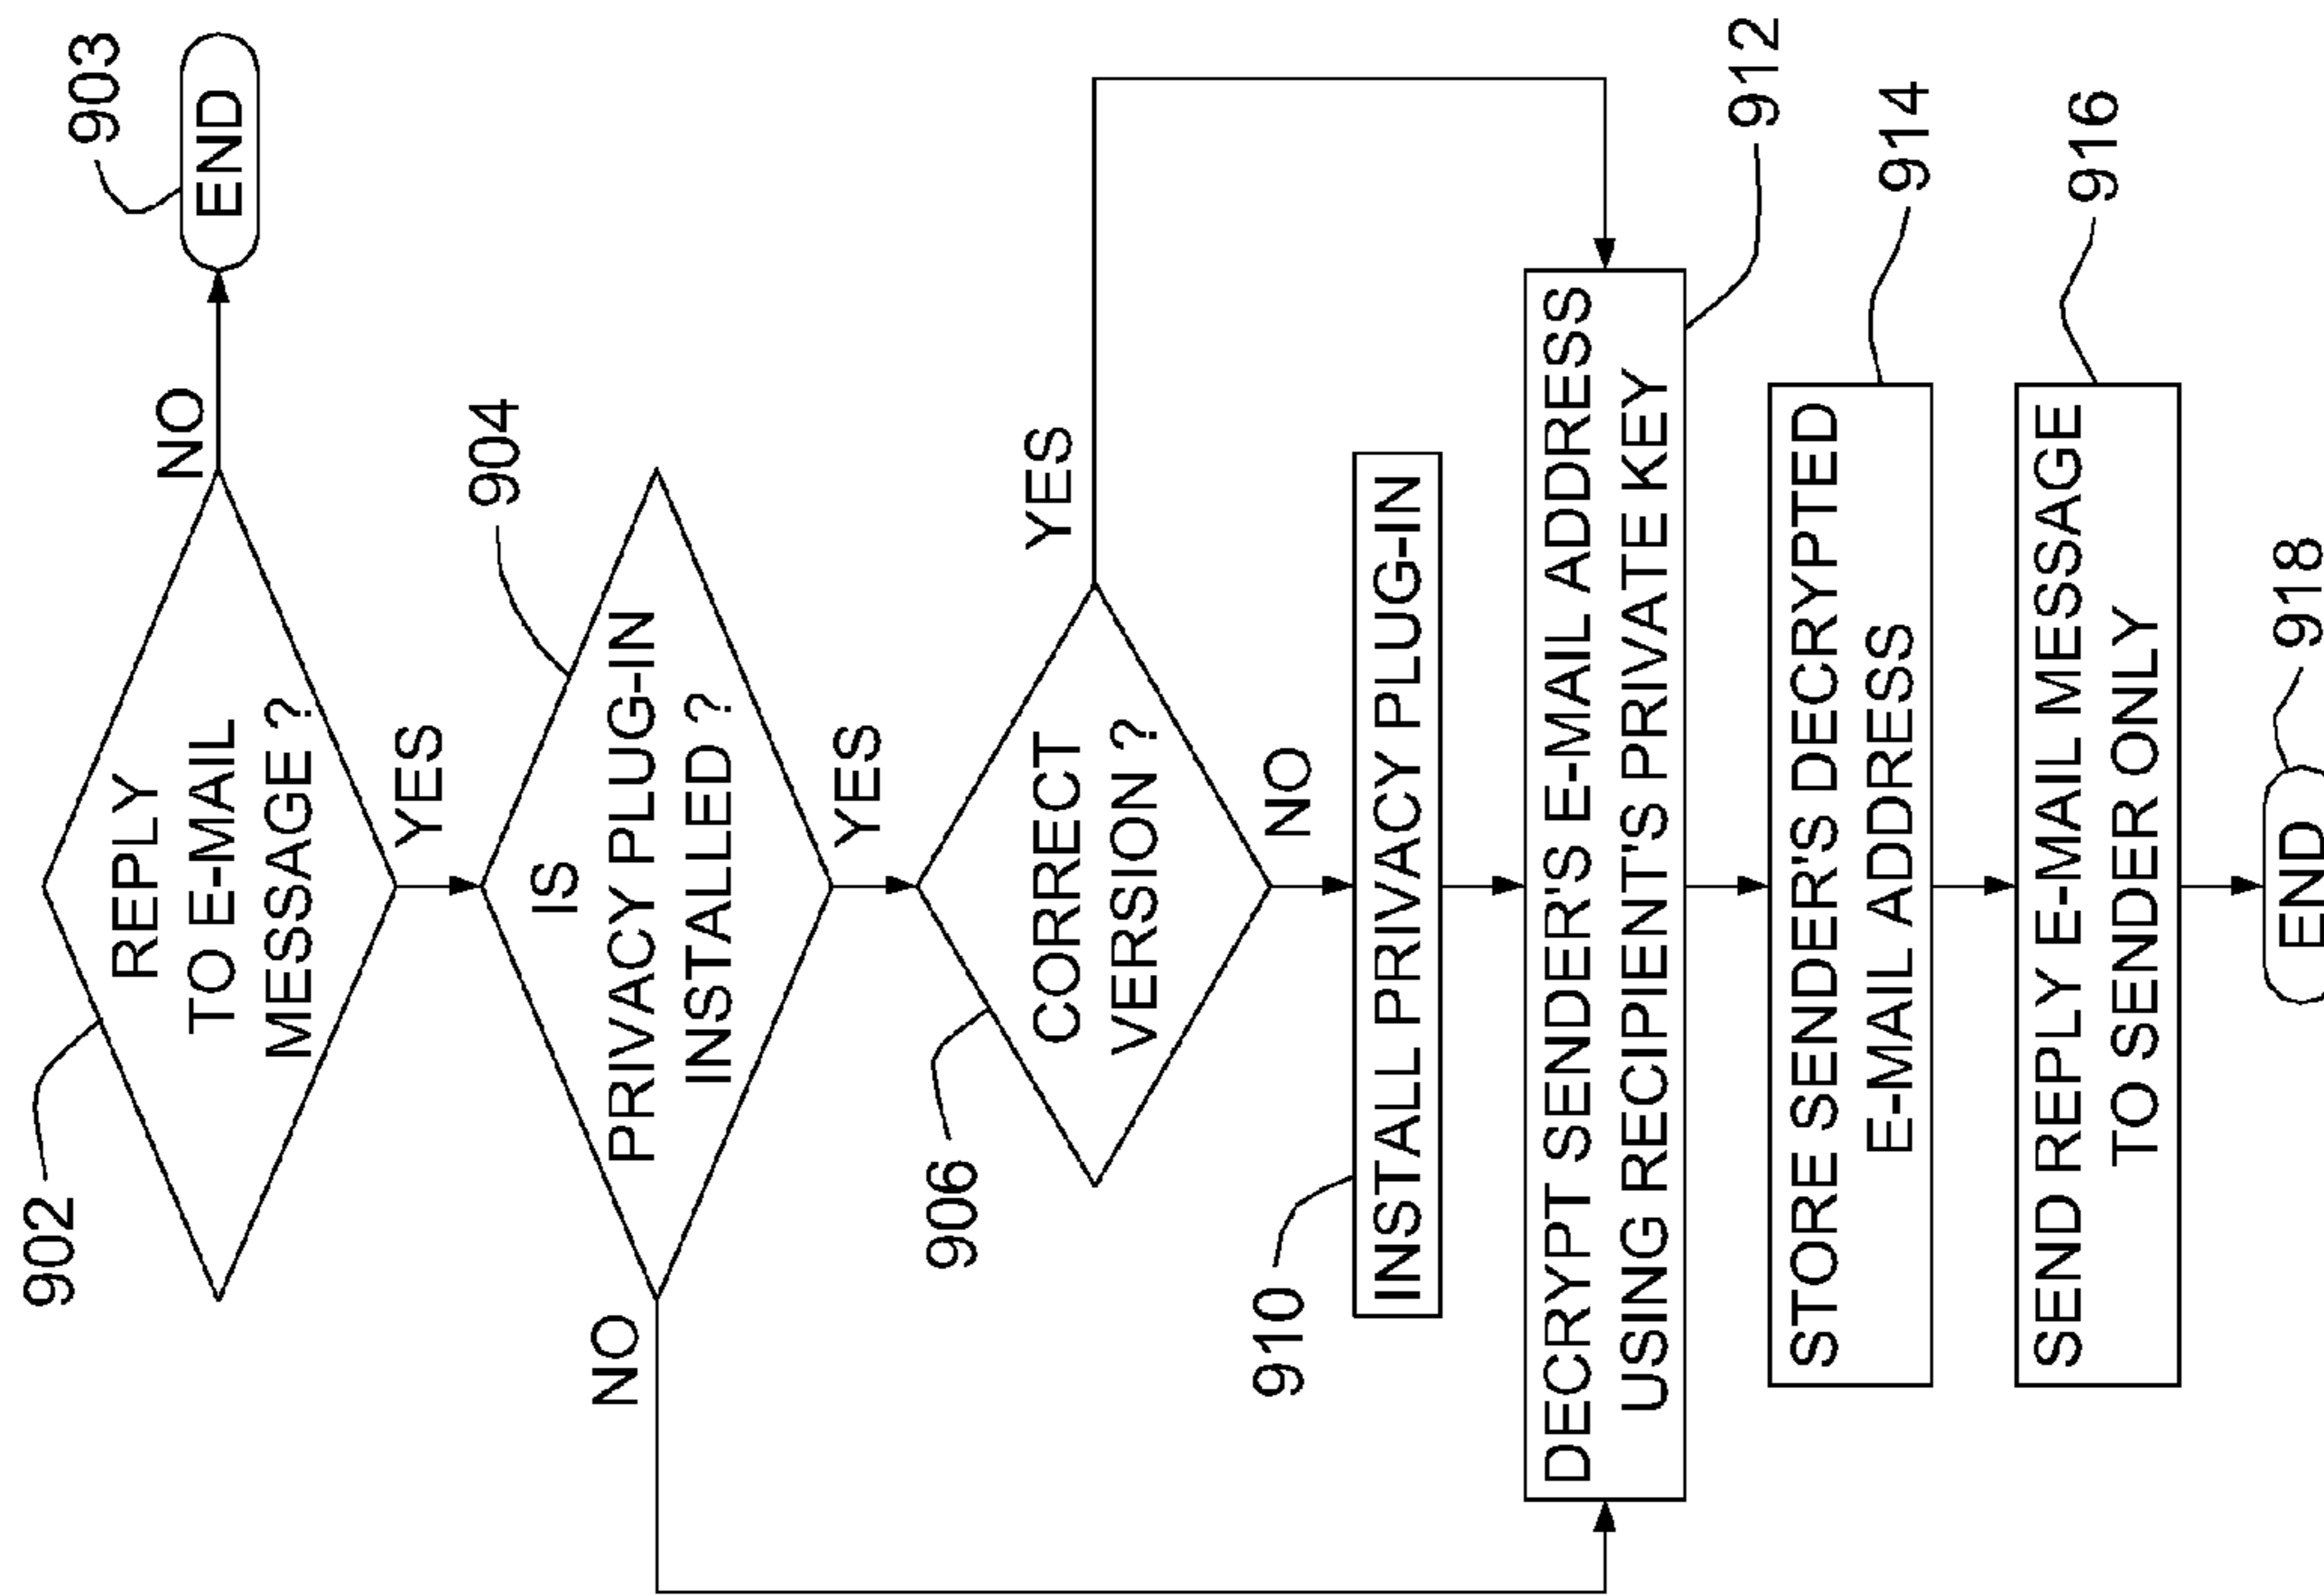 902
REPLY
TO E-MAIL
MESSAGE ?
NO
903
END
YES
904
IS
PRIVACY PLUG-IN
INSTALLED ?
NO
YES
906
CORRECT
VERSION ?
YES
NO
910
INSTALL PRIVACY PLUG-IN
DECRYPT SENDER'S E-MAIL ADDRESS
USING RECIPIENT'S PRIVATE KEY
912
STORE SENDER'S DECRYPTED
E-MAIL ADDRESS
914
SEND REPLY E-MAIL MESSAGE
TO SENDER ONLY
916
END
918